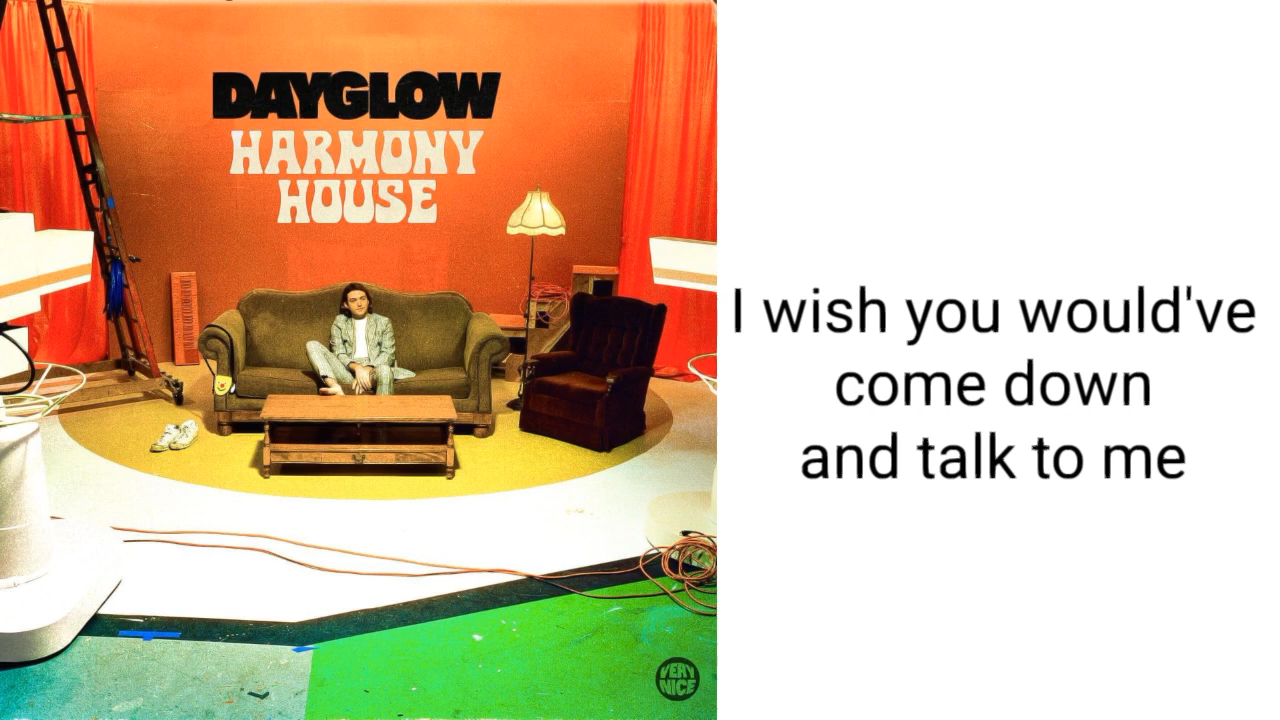 DAYGLOW
HARMONY
HOUSE
I wish you would've
come down
and talk to me
VERY
NICE